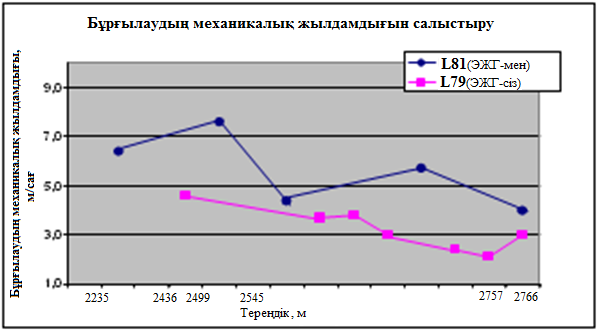 Бұрғылаудың механикалық жылдамдығын салыстыру
L81(ЭЖГ-мен)
L79(ЭЖГ-сіз)
Бұрғылаудың механикалық жылдамдығы,
м/сағ
9,0
7,0
5,0
3,0
1,0
2235 2436 2499 2545 2757 2766
Терендік, м